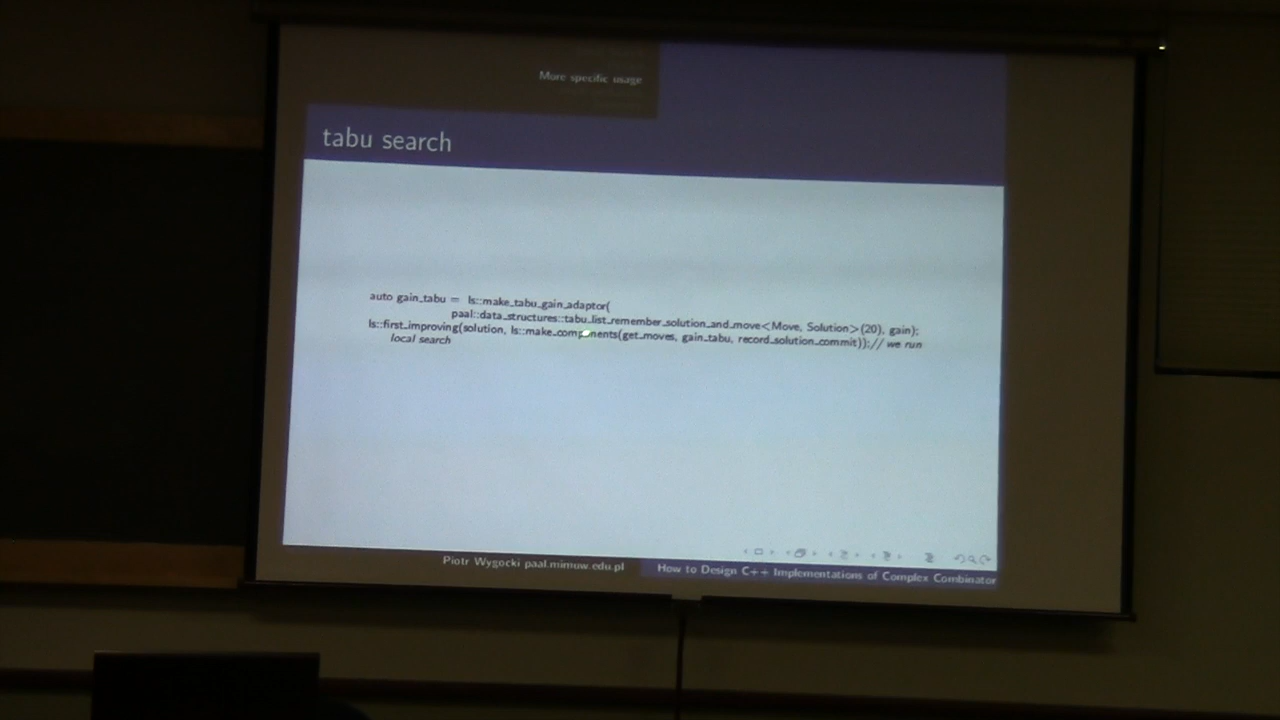 More specific usage
tabu search
auto gain_tabu = ls::make_tabu_gain_adaptor(
paal::data_structures::tabu_list_remember_solution_and_move<Move, Solution>(20), gain);
ls::first_improving(solution, ls::make_components(get_moves, gain_tabu, record_solution_commit));// we run
local search
Piotr Wygocki paal.mimuw.edu.pl
How to Design C++ Implementations of Complex Combinator